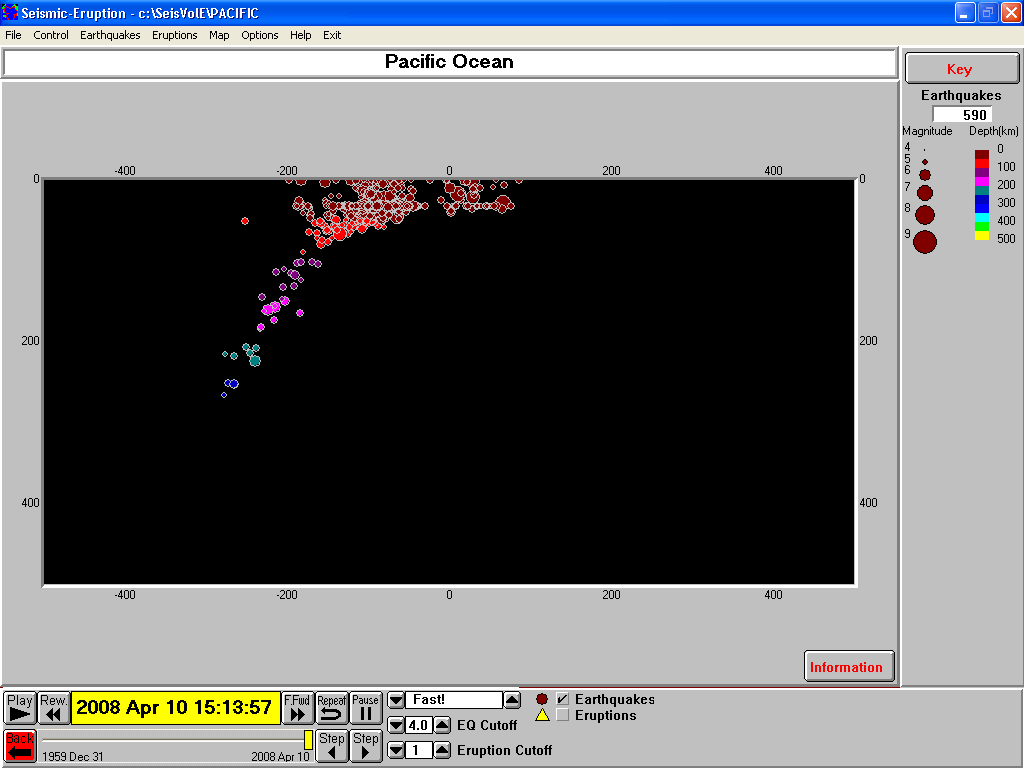 Seismic-Eruption - c:\SeisVolE\PACIFIC
File Control Earthquakes Eruptions Map Options Help Exit
Pacific Ocean
Key
Earthquakes
590
Magnitude Depth(km)
4 0
5
6 100
7 200
8 300
400
9 500
-400 -200 0 200 400
0 0
200 200
400 400
-400 -200 0 200 400
Information
Play Rew. 2008 Apr 10 15:13:57 F.Fwd Repeat Pause
Fast!
Earthquakes
Eruptions
4.0 EQ Cutoff
Back 1959 Dec 31 2008 Apr 10 Step Step
1 Eruption Cutoff